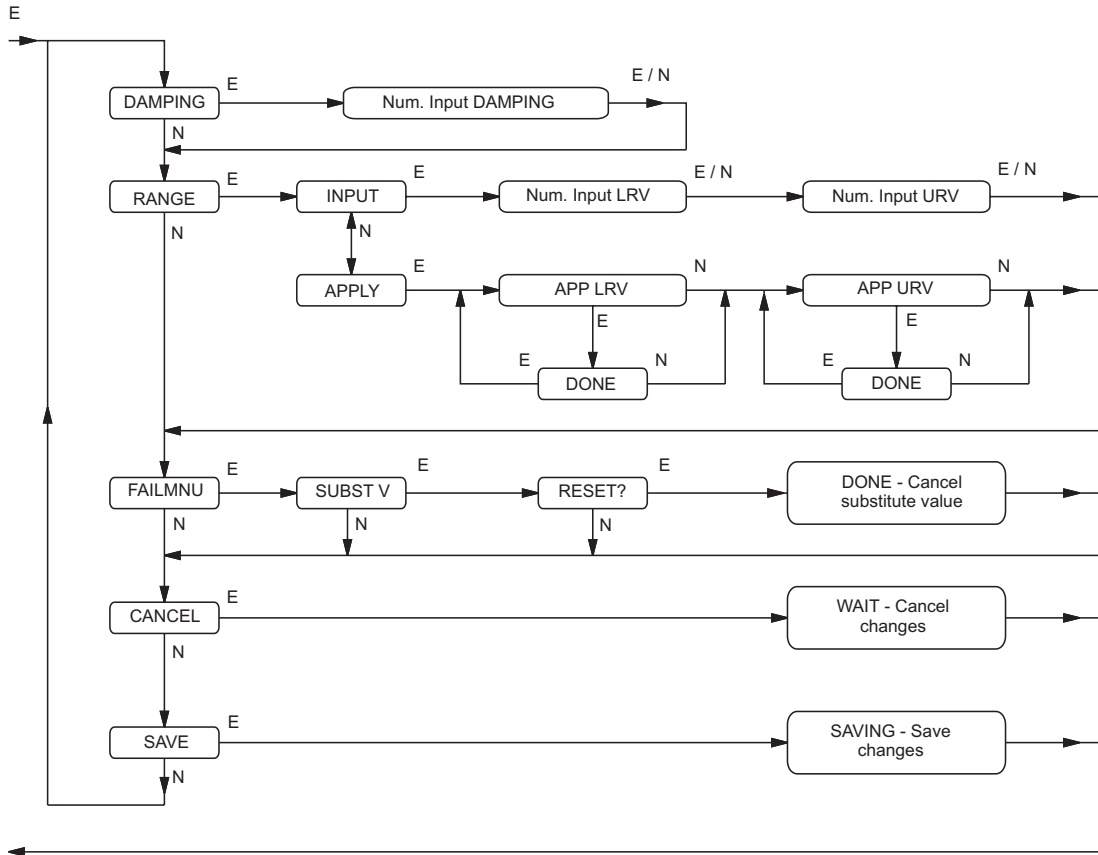 E
DAMPING
E
Num. Input DAMPING
E / N
N
RANGE
E
INPUT
E
Num. Input LRV
E / N
Num. Input URV
E / N
N
N
APPLY
E
APP LRV
N
APP URV
N
E
E
E
DONE
N
E
DONE
N
FAILMNU
E
SUBST V
E
RESET?
E
DONE - Cancel
substitute value
N
N
N
CANCEL
E
WAIT - Cancel
changes
N
SAVE
E
SAVING - Save
changes
N